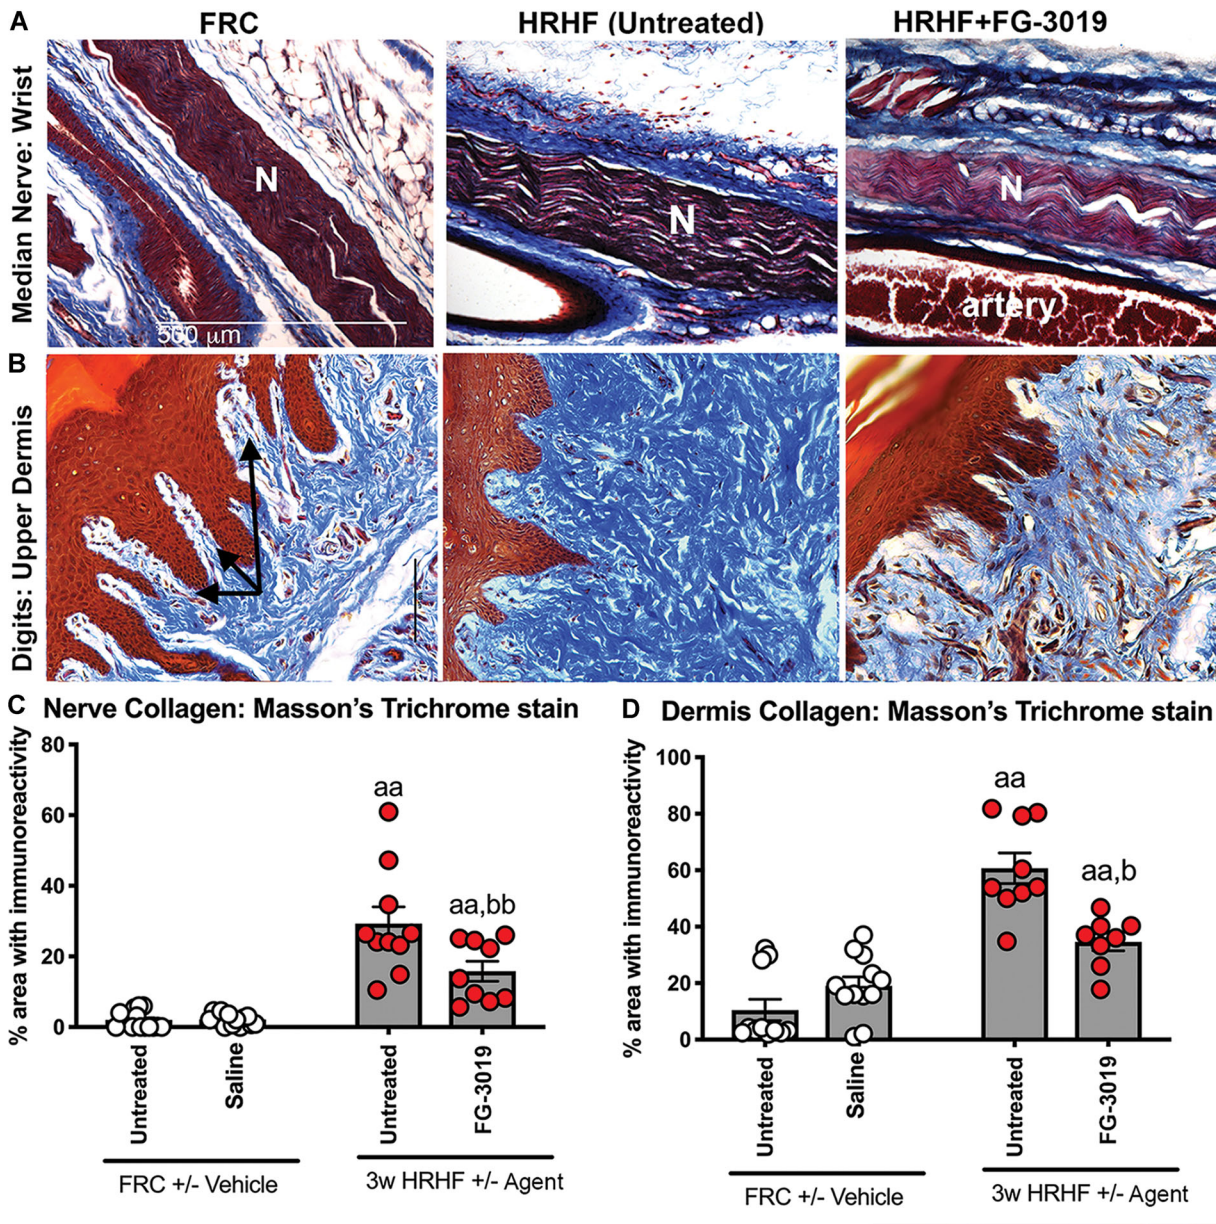 A
FRC
HRHF (Untreated)
HRHF+FG-3019
Median Nerve: Wrist
N
500 µm
N
N
artery
B
Digits: Upper Dermis
C Nerve Collagen: Masson's Trichrome stain
% area with immunoreactivity
80
60
40
20
0
aa
aa,bb
Untreated
Saline
Untreated
FG-3019
FRC +/- Vehicle
3w HRHF +/- Agent
D Dermis Collagen: Masson's Trichrome stain
% area with immunoreactivity
100
80
60
40
20
0
aa
aa,b
Untreated
Saline
Untreated
FG-3019
FRC +/- Vehicle
3w HRHF +/- Agent